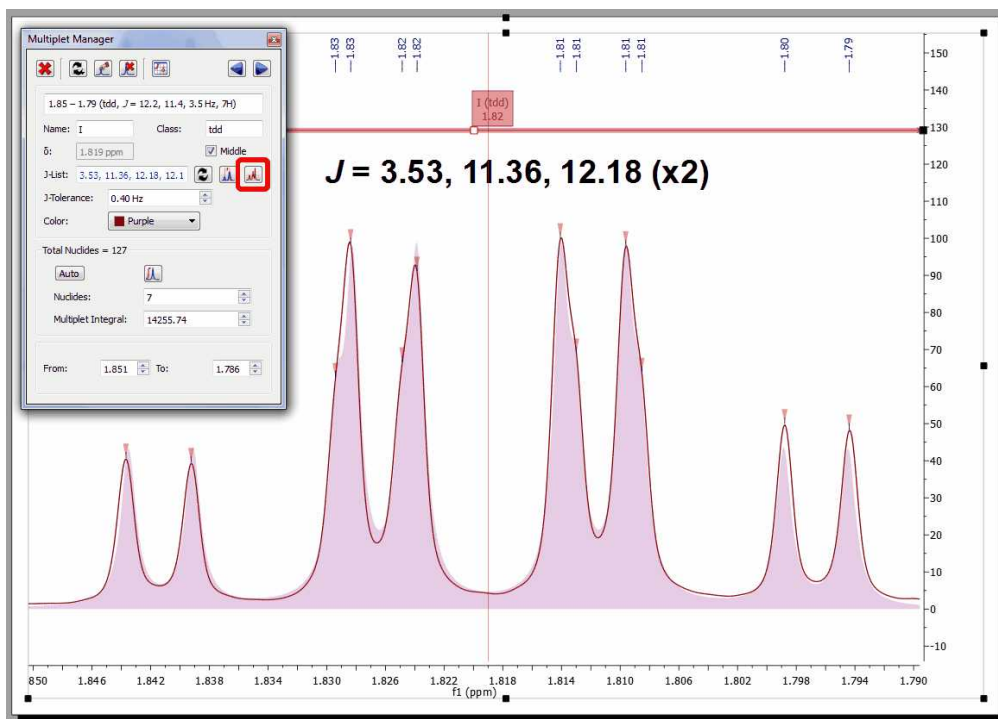 Multiplet Manager
1.85 – 1.79 (tdd, J = 12.2, 11.4, 3.5 Hz, 7H)
Name: I Class: tdd
δ: 1.819 ppm Middle
J-List: 3.53, 11.36, 12.18, 12.1
J-Tolerance: 0.40 Hz
Color: Purple
Total Nuclides = 127
Auto
Nuclides: 7
Multiplet Integral: 14255.74
From: 1.851 To: 1.786
1.83
1.83
1.82
1.82
1.81
1.81
1.81
1.81
1.80
1.79
I (tdd)
1.82
J = 3.53, 11.36, 12.18 (x2)
150
140
130
120
110
100
90
80
70
60
50
40
30
20
10
0
-10
850 1.846 1.842 1.838 1.834 1.830 1.826 1.822 1.818 1.814 1.810 1.806 1.802 1.798 1.794 1.790
f1 (ppm)